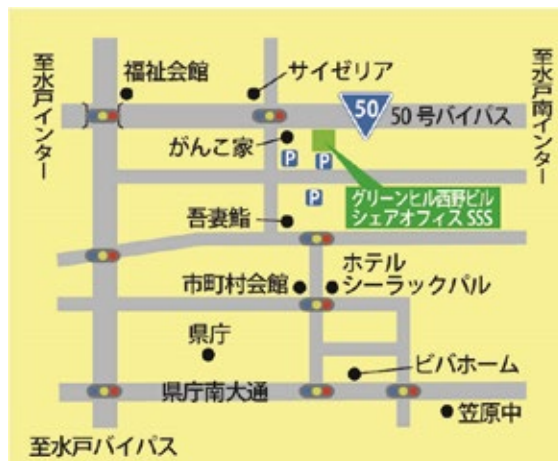 至水戸インター
福祉会館
サイゼリア
50
50号バイパス
至水戸南インター
がんこ家
P
P
P
グリーンヒル西野ビル
シェアオフィス SSS
吾妻鮨
市町村会館
ホテル
シーラックパル
県庁
ビバホーム
県庁南大通
笠原中
至水戸バイパス